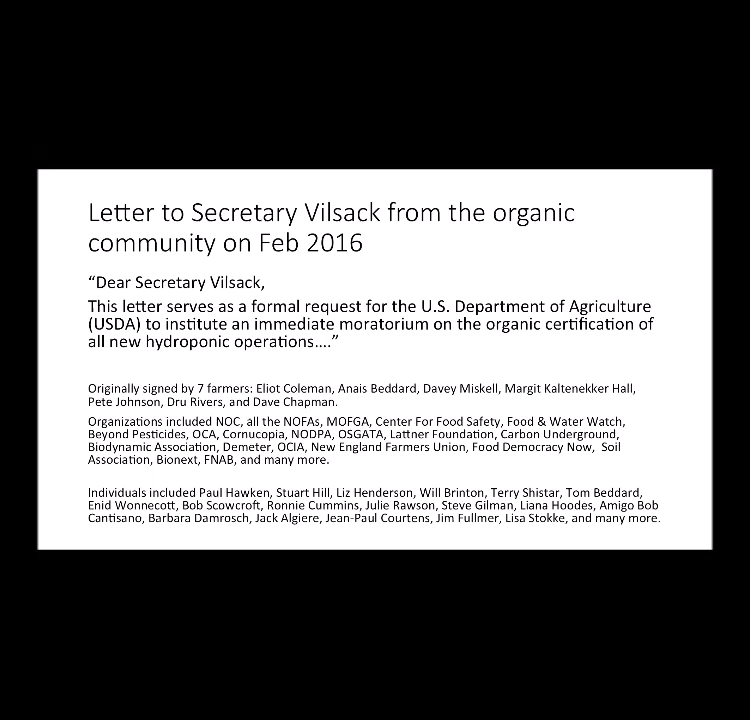 Letter to Secretary Vilsack from the organic
community on Feb 2016
“Dear Secretary Vilsack,
This letter serves as a formal request for the U.S. Department of Agriculture
(USDA) to institute an immediate moratorium on the organic certification of
all new hydroponic operations....”
Originally signed by 7 farmers: Eliot Coleman, Anais Beddard, Davey Miskell, Margit Kaltenekker Hall,
Pete Johnson, Dru Rivers, and Dave Chapman.
Organizations included NOC, all the NOFAs, MOFGA, Center For Food Safety, Food & Water Watch,
Beyond Pesticides, OCA, Cornucopia, NODPA, OSGATA, Lattner Foundation, Carbon Underground,
Biodynamic Association, Demeter, OCIA, New England Farmers Union, Food Democracy Now,  Soil
Association, Bionext, FNAB, and many more.
Individuals included Paul Hawken, Stuart Hill, Liz Henderson, Will Brinton, Terry Shistar, Tom Beddard,
Enid Wonnecott, Bob Scowcroft, Ronnie Cummins, Julie Rawson, Steve Gilman, Liana Hoodes, Amigo Bob
Cantisano, Barbara Damrosch, Jack Algiere, Jean-Paul Courtens, Jim Fullmer, Lisa Stokke, and many more.